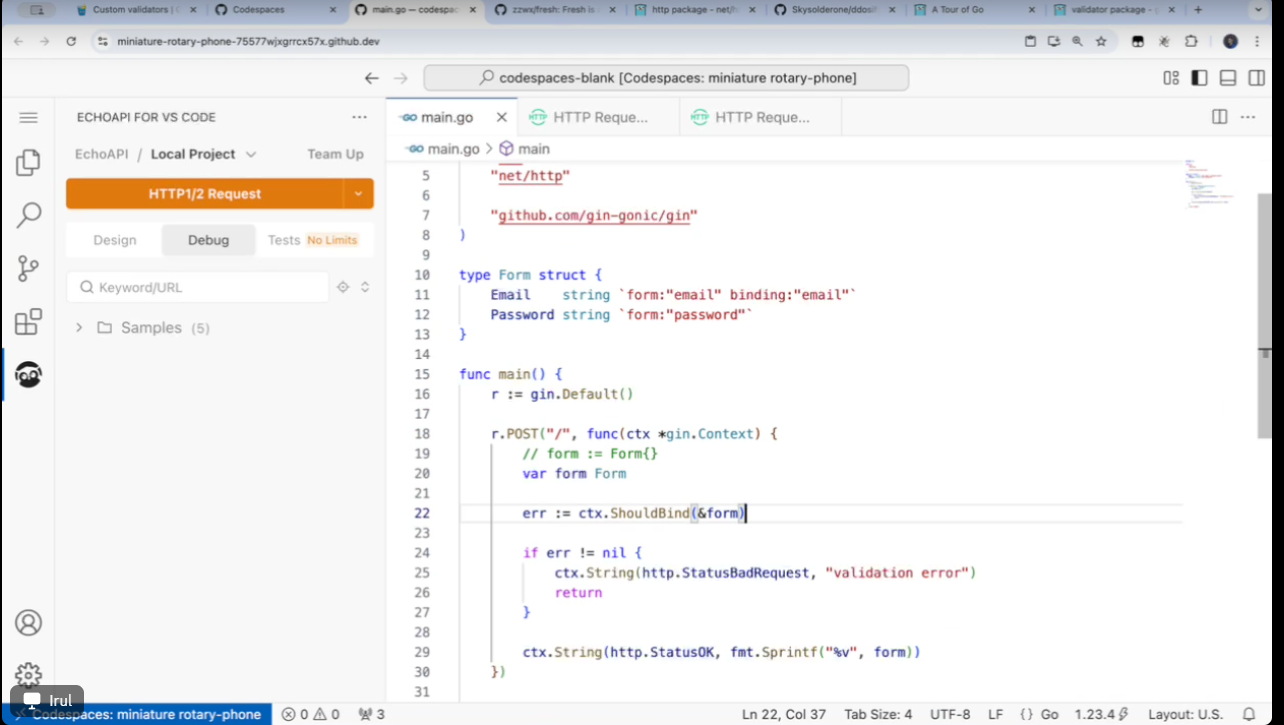 Custom validators |
Codespaces
main.go — codespac
zzwx/fresh: Fresh is
http package - net/h
Skysolderone/ddosif
A Tour of Go
validator package - g
miniature-rotary-phone-75577wjxgrrcx57x.github.dev
codespaces-blank [Codespaces: miniature rotary-phone]
ECHOAPI FOR VS CODE
EchoAPI / Local Project
Team Up
HTTP1/2 Request
Design
Debug
Tests No Limits
Keyword/URL
Samples (5)
main.go
HTTP Reque...
HTTP Reque...
main.go > main
5 "net/http"
6
7 "github.com/gin-gonic/gin"
8 )
9
10 type Form struct {
11 Email string `form:"email" binding:"email"`
12 Password string `form:"password"`
13 }
14
15 func main() {
16 r := gin.Default()
17
18 r.POST("/", func(ctx *gin.Context) {
19 // form := Form{}
20 var form Form
21
22 err := ctx.ShouldBind(&form)
23
24 if err != nil {
25 ctx.String(http.StatusBadRequest, "validation error")
26 return
27 }
28
29 ctx.String(http.StatusOK, fmt.Sprintf("%v", form))
30 })
31
Irul
Codespaces: miniature rotary-phone
0 0
3
Ln 22, Col 37
Tab Size: 4
UTF-8
LF
{} Go
1.23.4
Layout: U.S.